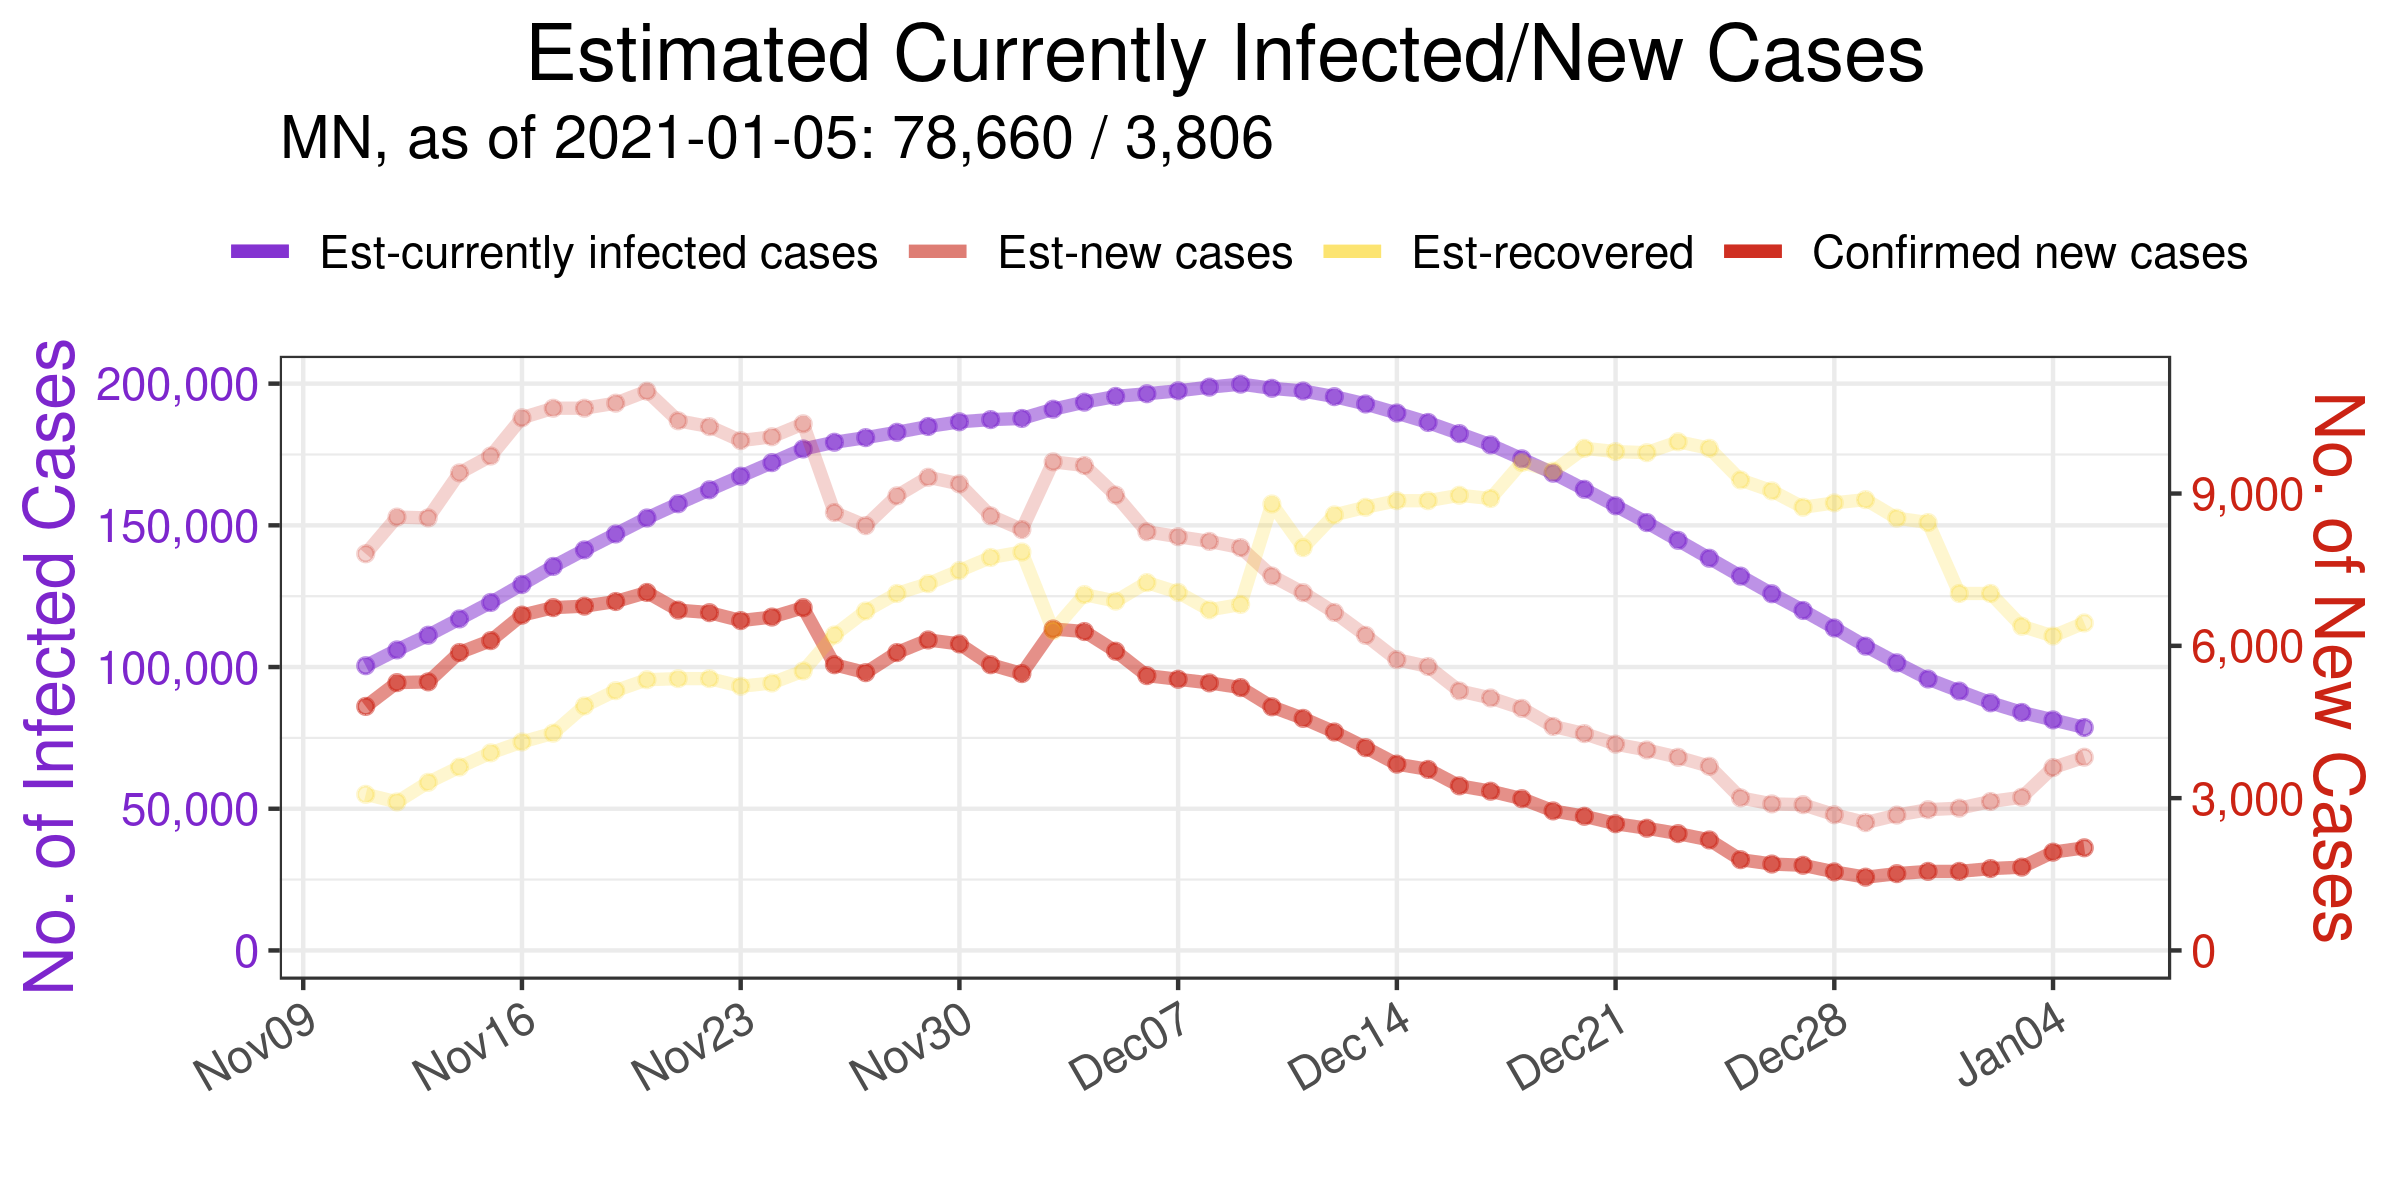 Estimated Currently Infected/New Cases
MN, as of 2021-01-05: 78,660 / 3,806
Est-currently infected cases Est-new cases Est-recovered Confirmed new cases
No. of Infected Cases
200,000
150,000
100,000
50,000
0
No. of New Cases
9,000
6,000
3,000
0
Nov09 Nov16 Nov23 Nov30 Dec07 Dec14 Dec21 Dec28 Jan04